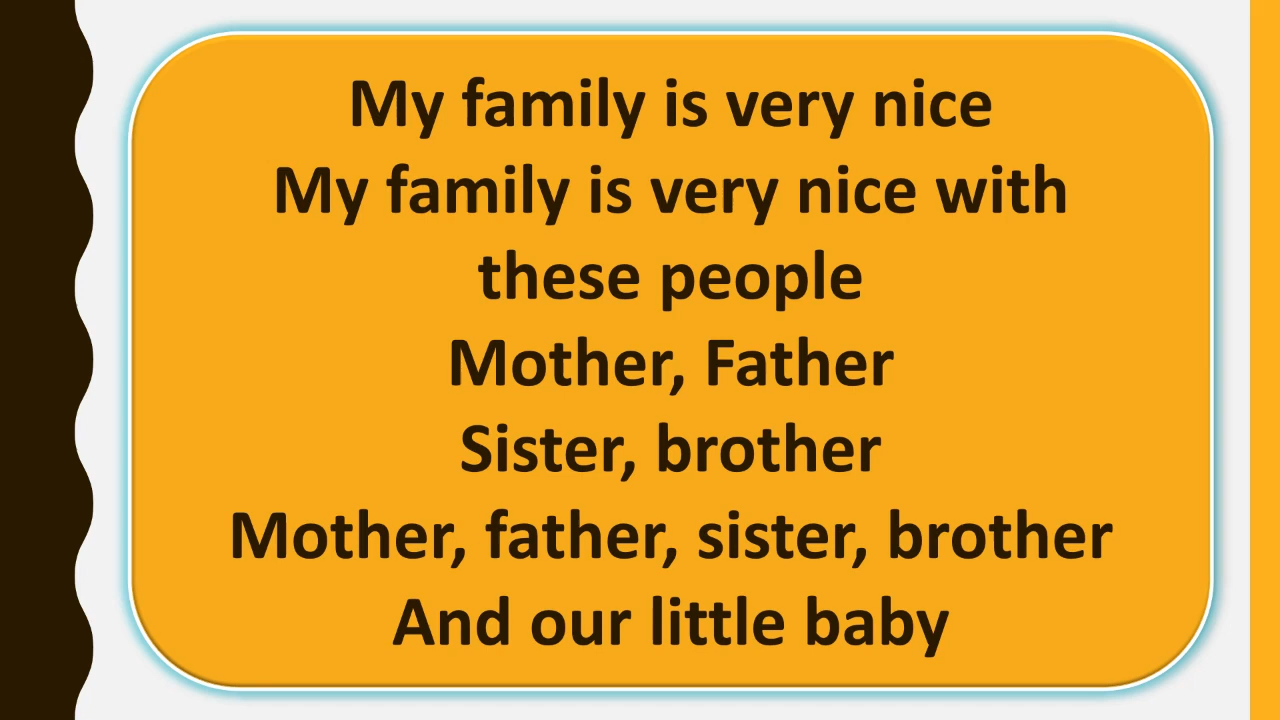 My family is very nice
My family is very nice with
these people
Mother, Father
Sister, brother
Mother, father, sister, brother
And our little baby